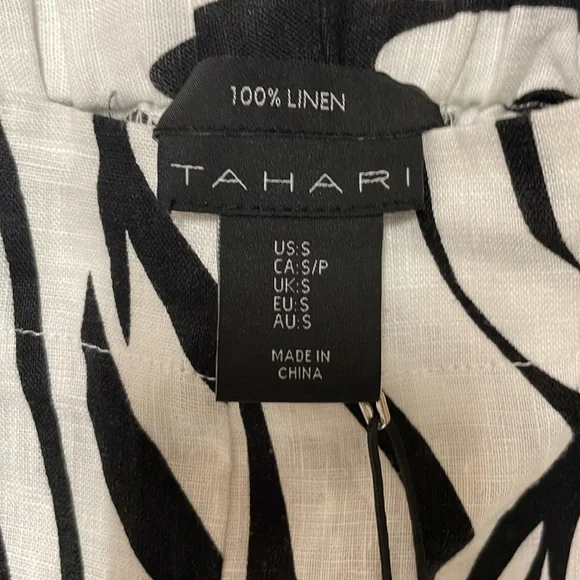 100% LINEN
TAHARI
US:S
CA:S/P
UK:S
EU:S
AU:S
MADE IN
CHINA